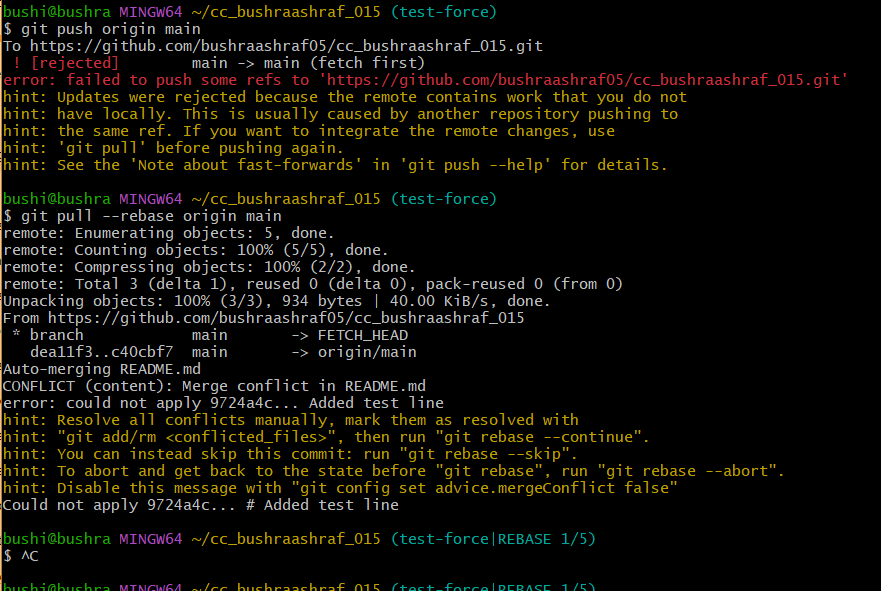 bushi@bushra MINGW64 ~/cc_bushraashraf_015 (test-force)
$ git push origin main
To https://github.com/bushraashraf05/cc_bushraashraf_015.git
 ! [rejected]        main -> main (fetch first)
error: failed to push some refs to 'https://github.com/bushraashraf05/cc_bushraashraf_015.git'
hint: Updates were rejected because the remote contains work that you do not
hint: have locally. This is usually caused by another repository pushing to
hint: the same ref. If you want to integrate the remote changes, use
hint: 'git pull' before pushing again.
hint: See the 'Note about fast-forwards' in 'git push --help' for details.
bushi@bushra MINGW64 ~/cc_bushraashraf_015 (test-force)
$ git pull --rebase origin main
remote: Enumerating objects: 5, done.
remote: Counting objects: 100% (5/5), done.
remote: Compressing objects: 100% (2/2), done.
remote: Total 3 (delta 1), reused 0 (delta 0), pack-reused 0 (from 0)
Unpacking objects: 100% (3/3), 934 bytes | 40.00 KiB/s, done.
From https://github.com/bushraashraf05/cc_bushraashraf_015
 * branch            main       -> FETCH_HEAD
   dea11f3..c40cbf7  main       -> origin/main
Auto-merging README.md
CONFLICT (content): Merge conflict in README.md
error: could not apply 9724a4c... Added test line
hint: Resolve all conflicts manually, mark them as resolved with
hint: "git add/rm <conflicted_files>", then run "git rebase --continue".
hint: You can instead skip this commit: run "git rebase --skip".
hint: To abort and get back to the state before "git rebase", run "git rebase --abort".
hint: Disable this message with "git config set advice.mergeConflict false"
Could not apply 9724a4c... # Added test line
bushi@bushra MINGW64 ~/cc_bushraashraf_015 (test-force|REBASE 1/5)
$ ^C
bushi@bushra MINGW64 ~/cc_bushraashraf_015 (test-force|REBASE 1/5)